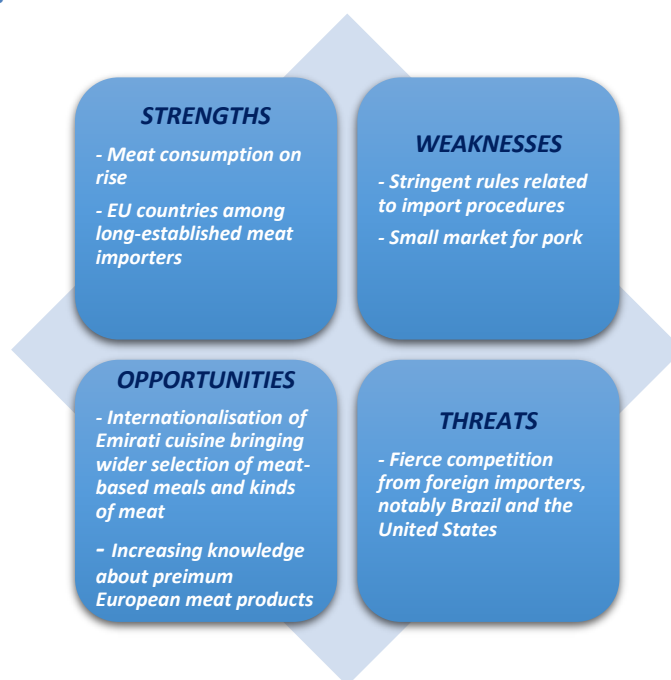 STRENGTHS
- Meat consumption on
rise
- EU countries among
long-established meat
importers
WEAKNESSES
- Stringent rules related
to import procedures
- Small market for pork
OPPORTUNITIES
- Internationalisation of
Emirati cuisine bringing
wider selection of meat-
based meals and kinds
of meat
- Increasing knowledge
about preimum
European meat products
THREATS
- Fierce competition
from foreign importers,
notably Brazil and the
United States